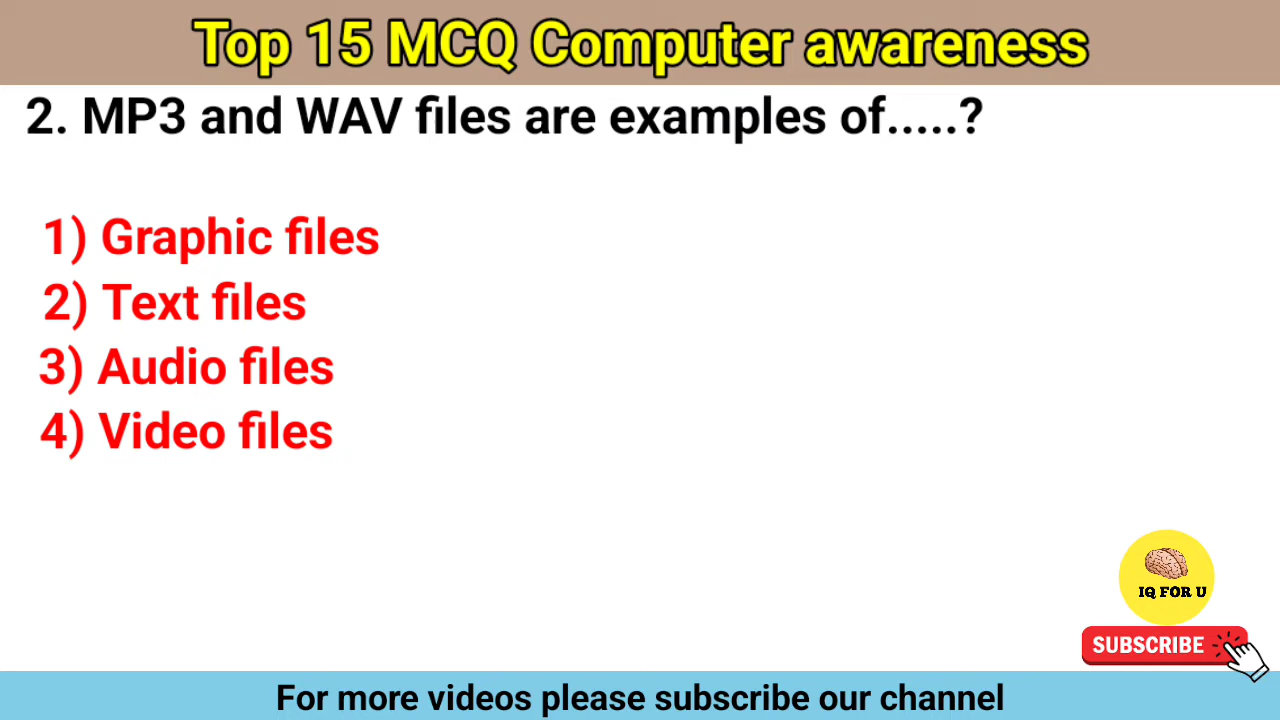 Top 15 MCQ Computer awareness
2. MP3 and WAV files are examples of.....?
1) Graphic files
2) Text files
3) Audio files
4) Video files
IQ FOR U
SUBSCRIBE
For more videos please subscribe our channel